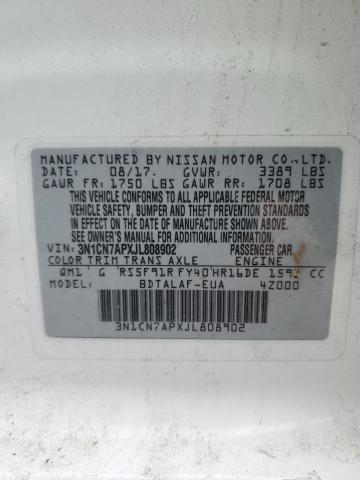 MANUFACTURED BY NISSAN MOTOR CO.,LTD.
DATE: 08/17. GVWR: 3389 LBS
GAWR FR: 1750 LBS GAWR RR: 1708 LBS
THIS VEHICLE CONFORMS TO ALL
APPLICABLE FEDERAL MOTOR
VEHICLE SAFETY, BUMPER AND THEFT
PREVENTION STANDARDS IN EFFECT ON
THE DATE OF MANUFACTURE SHOWN ABOVE.
SEE OWNER'S MANUAL FOR ADDITIONAL INFORMATION.
VIN: 3N1CN7APXJL808902 PASSENGER CAR
COLOR TRIM TRANS AXLE ENGINE
QM1 G RS5F91R FY40 HR16DE CC
BDTALAF-EUA 4Z000
3N1CN7APXJL808902